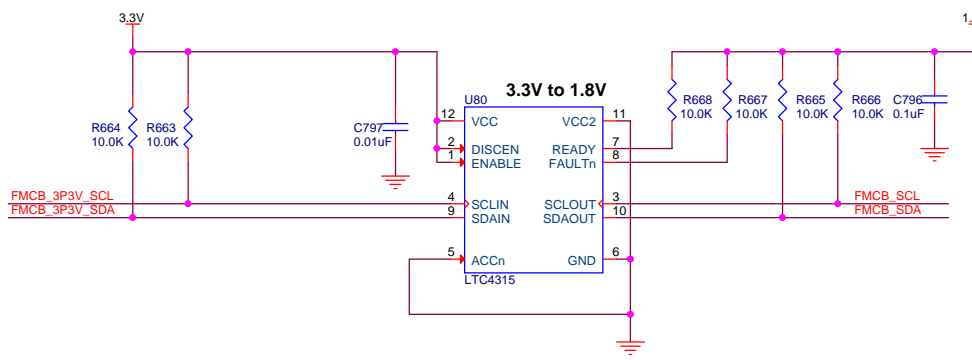 3.3V
1.
U80
3.3V to 1.8V
R664
10.0K
R663
10.0K
C797
0.01uF
12
VCC
VCC2
11
R668
10.0K
R667
10.0K
R665
10.0K
R666
10.0K
C796
0.1uF
2
DISCEN
READY
7
1
ENABLE
FAULTn
8
FMCB_3P3V_SCL
4
SCLIN
SCLOUT
3
FMCB_SCL
FMCB_3P3V_SDA
9
SDAIN
SDAOUT
10
FMCB_SDA
5
ACCn
GND
6
LTC4315